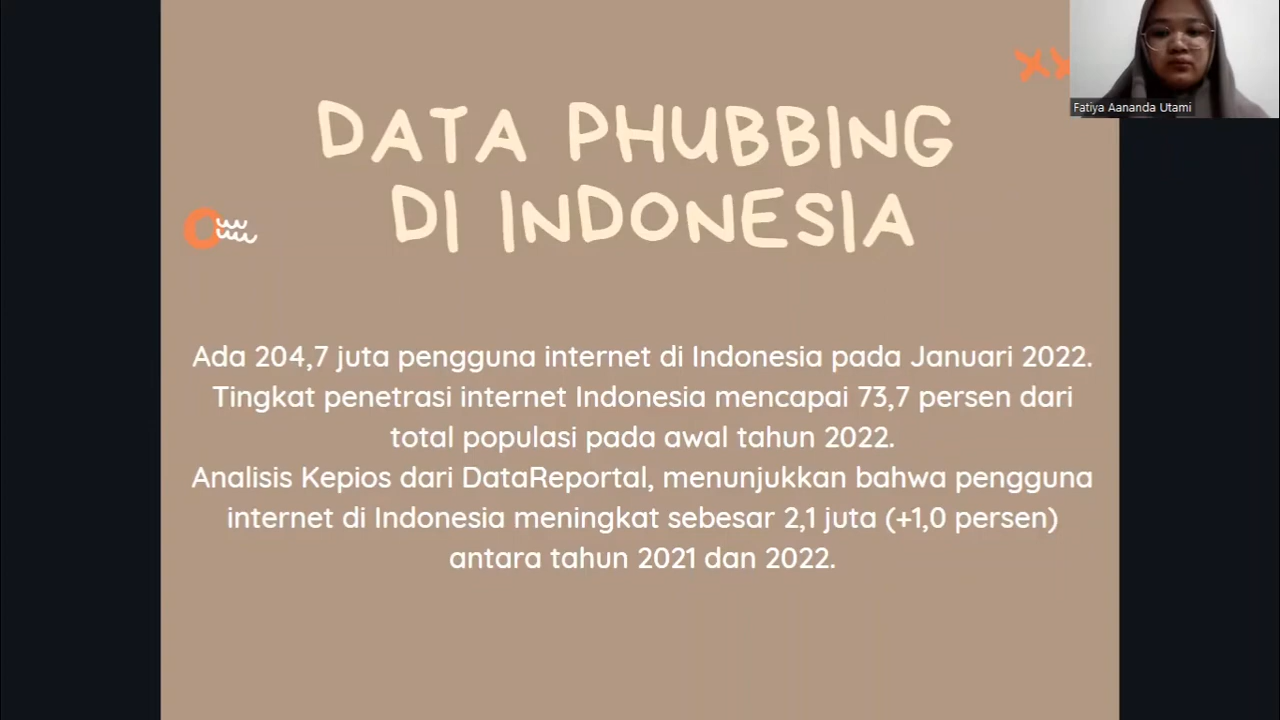 DATA PHUBBING
DI INDONESIA
Ada 204,7 juta pengguna internet di Indonesia pada Januari 2022.
Tingkat penetrasi internet Indonesia mencapai 73,7 persen dari
total populasi pada awal tahun 2022.
Analisis Kepios dari DataReportal, menunjukkan bahwa pengguna
internet di Indonesia meningkat sebesar 2,1 juta (+1,0 persen)
antara tahun 2021 dan 2022.
Fatiya Aananda Utami